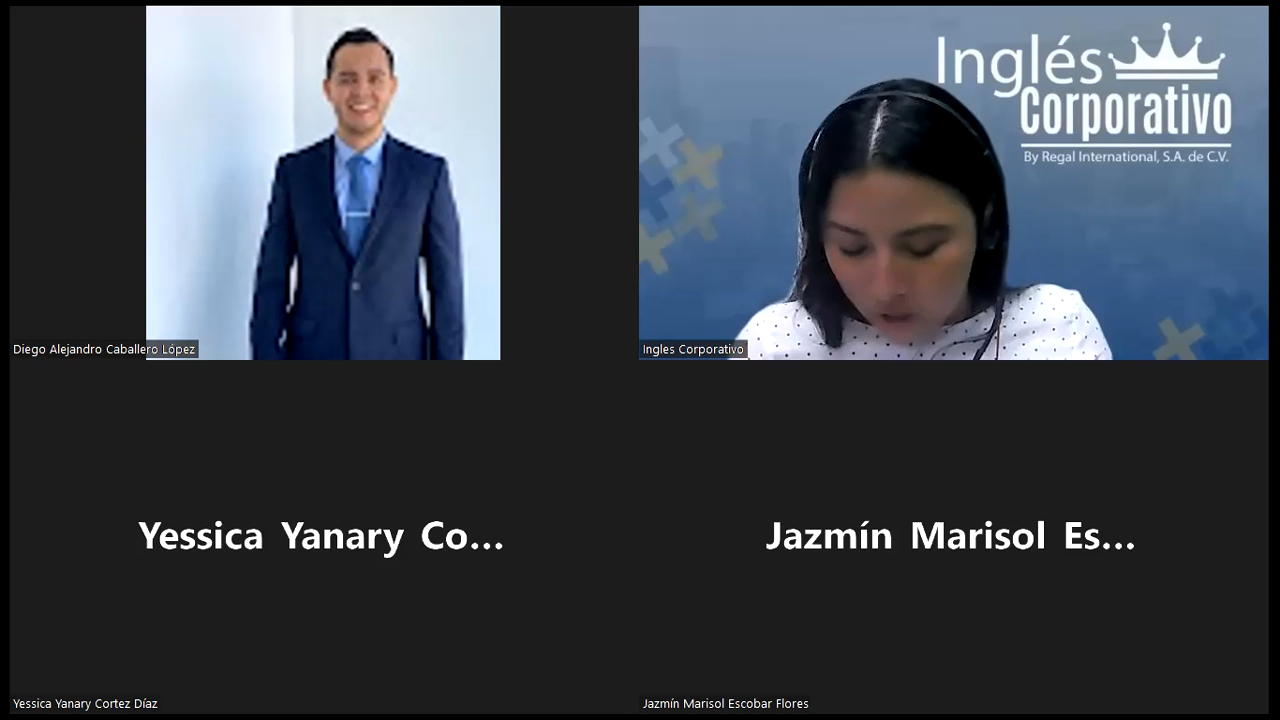 Inglés
Corporativo
By Regal International, S.A. de C.V.
Diego Alejandro Caballero López
Ingles Corporativo
Yessica Yanary Co...
Jazmín Marisol Es...
Yessica Yanary Cortez Díaz
Jazmín Marisol Escobar Flores